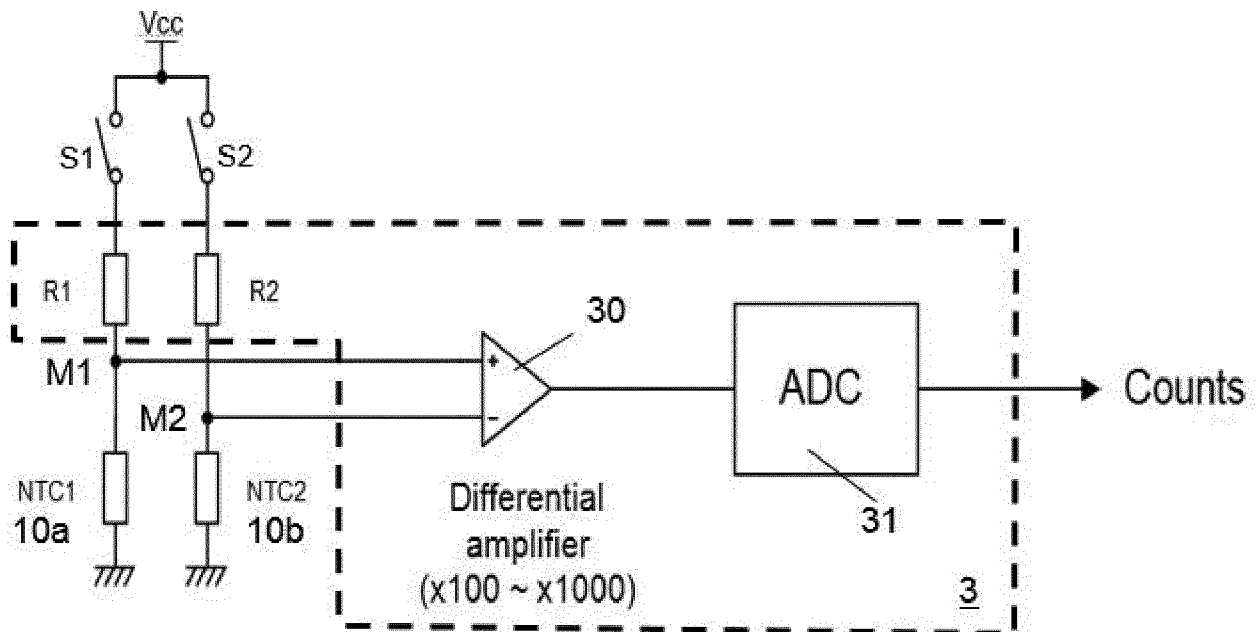 Vcc
S1
S2
R1
R2
30
M1
+
ADC
Counts
M2
-
NTC1
10a
NTC2
10b
Differential
amplifier
(x100 ~ x1000)
31
3